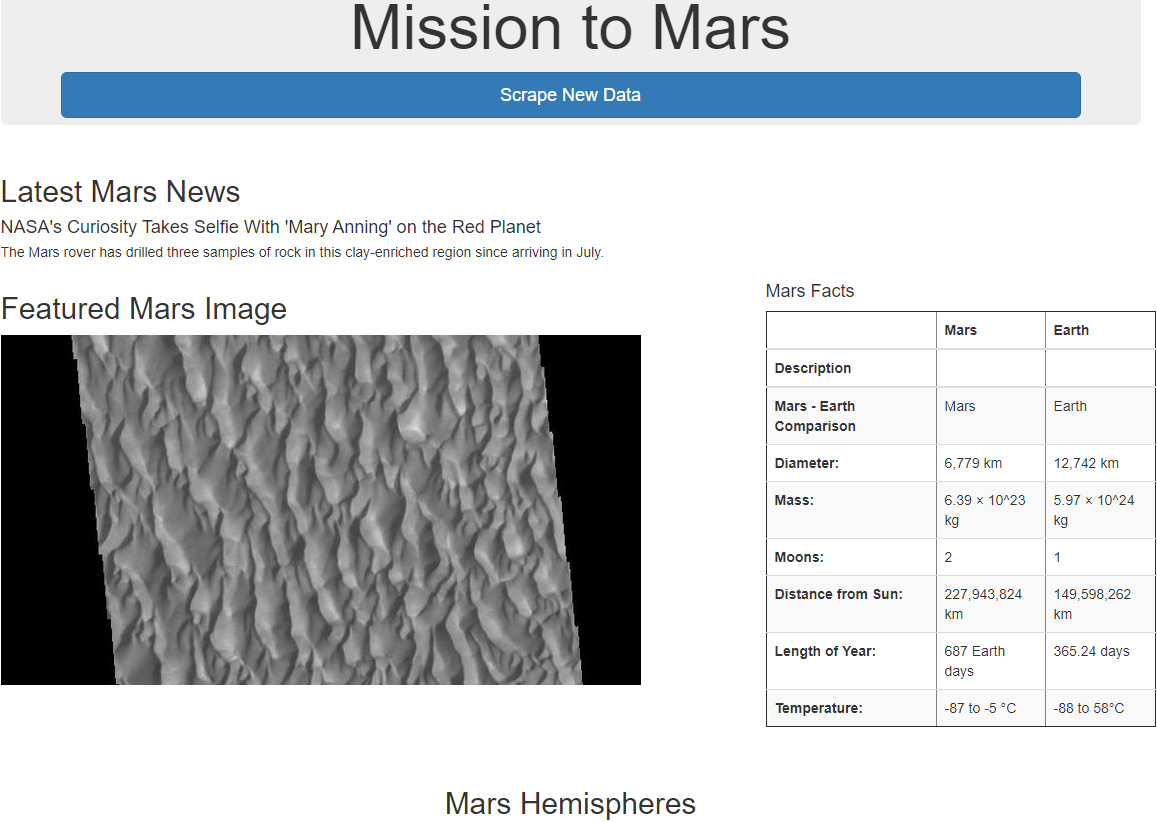 Mission to Mars
Scrape New Data
Latest Mars News
NASA's Curiosity Takes Selfie With 'Mary Anning' on the Red Planet
The Mars rover has drilled three samples of rock in this clay-enriched region since arriving in July.
Featured Mars Image
Mars Facts
Mars Earth
Description
Mars - Earth Mars Earth
Comparison
Diameter: 6,779 km 12,742 km
Mass: 6.39 × 10^23 5.97 × 10^24
kg kg
Moons: 2 1
Distance from Sun: 227,943,824 149,598,262
km km
Length of Year: 687 Earth 365.24 days
days
Temperature: -87 to -5 °C -88 to 58°C
Mars Hemispheres